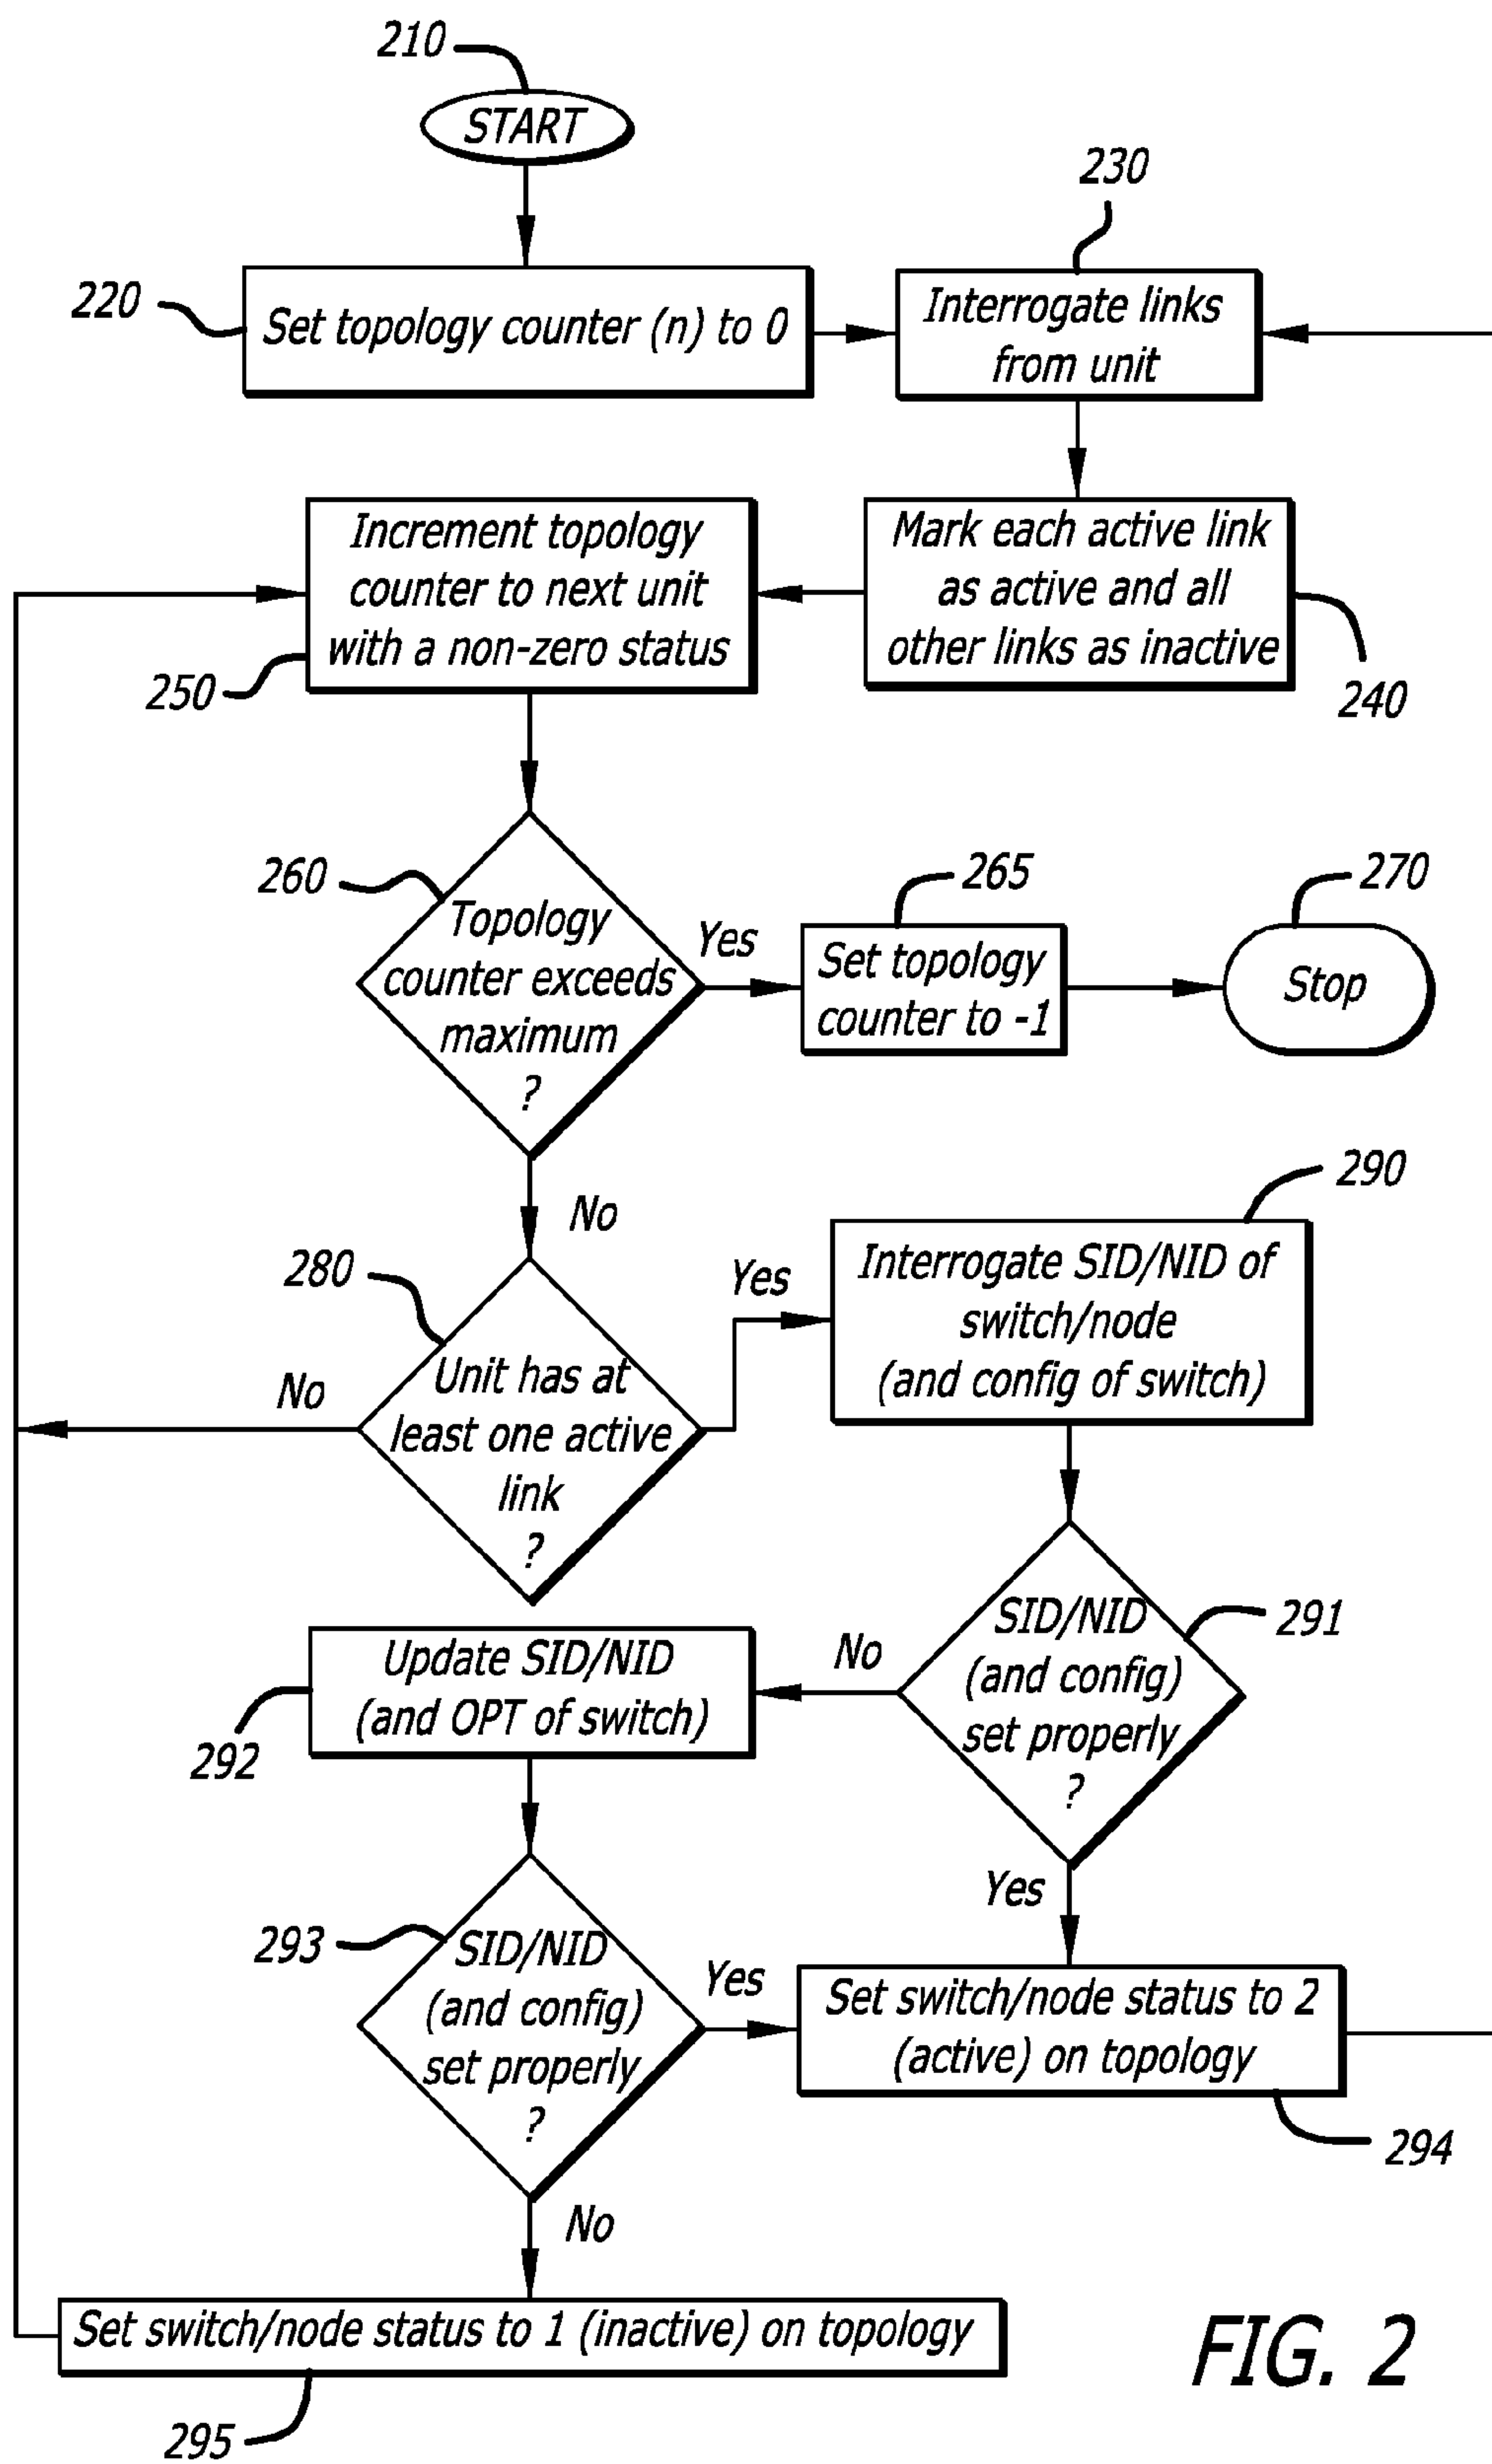 210
START
230
220
Set topology counter (n) to 0
Interrogate links
from unit
Increment topology
counter to next unit
with a non-zero status
250
Mark each active link
as active and all
other links as inactive
240
260
Topology
counter exceeds
maximum
?
Yes
265
Set topology
counter to -1
270
Stop
No
280
Unit has at
least one active
link
?
No
Yes
290
Interrogate SID/NID of
switch/node
(and config of switch)
291
SID/NID
(and config)
set properly
?
No
Update SID/NID
(and OPT of switch)
292
Yes
293
SID/NID
(and config)
set properly
?
Yes
Set switch/node status to 2
(active) on topology
294
No
Set switch/node status to 1 (inactive) on topology
295
FIG. 2